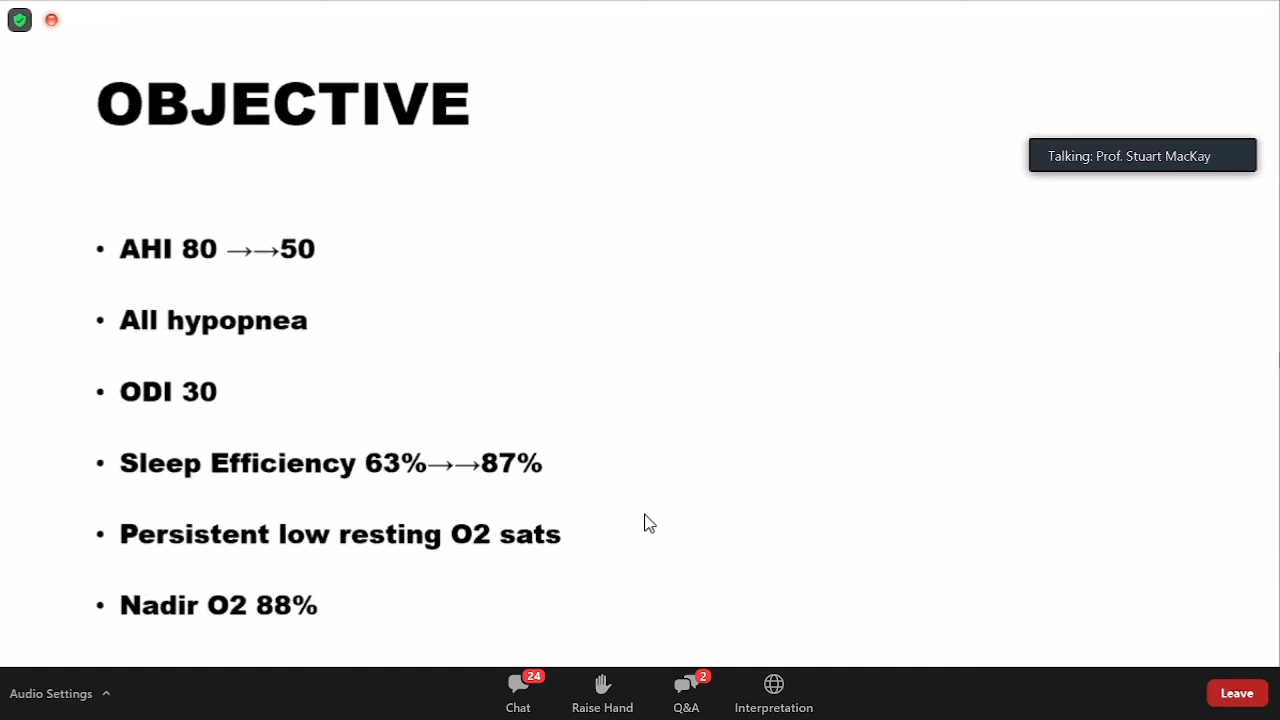 OBJECTIVE
Talking: Prof. Stuart MacKay
• AHI 80 →→50
• All hypopnea
• ODI 30
• Sleep Efficiency 63%→→87%
• Persistent low resting O2 sats
• Nadir O2 88%
Audio Settings
24
Chat
Raise Hand
2
Q&A
Interpretation
Leave